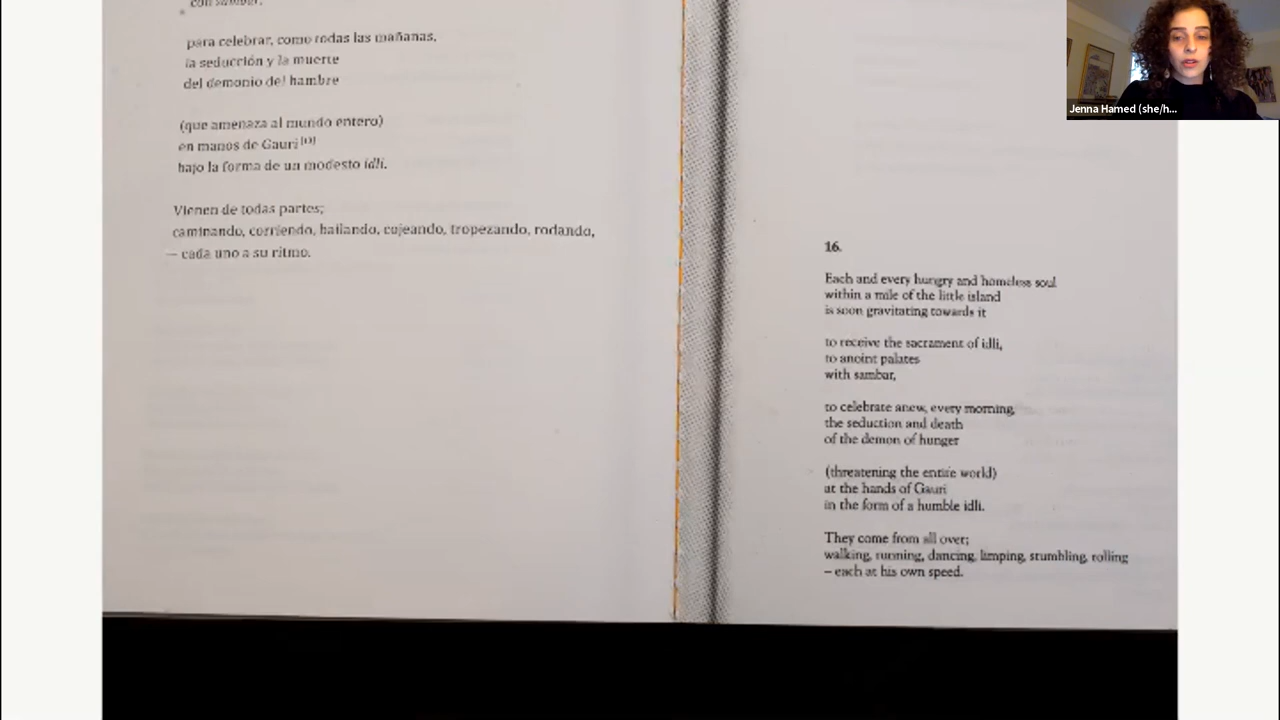 con sambar,
para celebrar, como todas las mañanas,
la seducción y la muerte
del demonio del hambre
(que amenaza al mundo entero)
en manos de Gauri[13]
bajo la forma de un modesto idli.
Vienen de todas partes;
caminando, corriendo, bailando, cojeando, tropezando, rodando,
— cada uno a su ritmo.
16.
Each and every hungry and homeless soul
within a mile of the little island
is soon gravitating towards it
to receive the sacrament of idli,
to anoint palates
with sambar,
to celebrate anew, every morning,
the seduction and death
of the demon of hunger
(threatening the entire world)
at the hands of Gauri
in the form of a humble idli.
They come from all over;
walking, running, dancing, limping, stumbling, rolling
– each at his own speed.
Jenna Hamed (she/h...